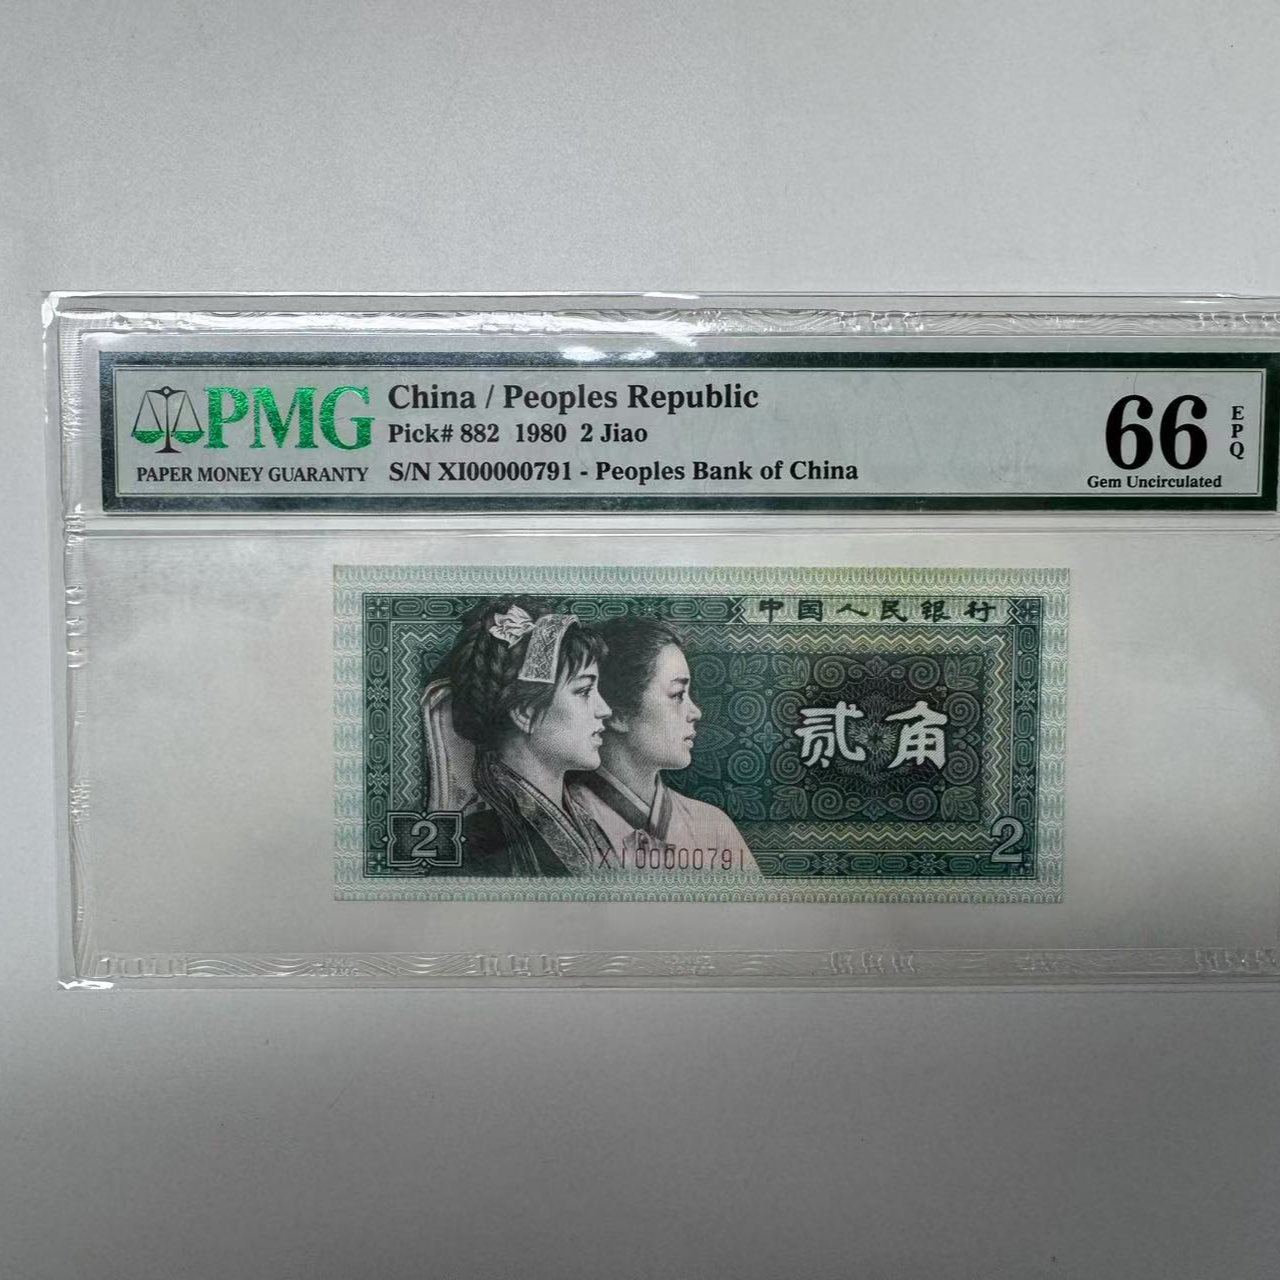 PMG
PAPER MONEY GUARANTY
China / Peoples Republic
Pick# 882 1980 2 Jiao
S/N XI00000791 - Peoples Bank of China
66
EPQ
Gem Uncirculated
中国人民银行
贰角
2
2
XI00000791